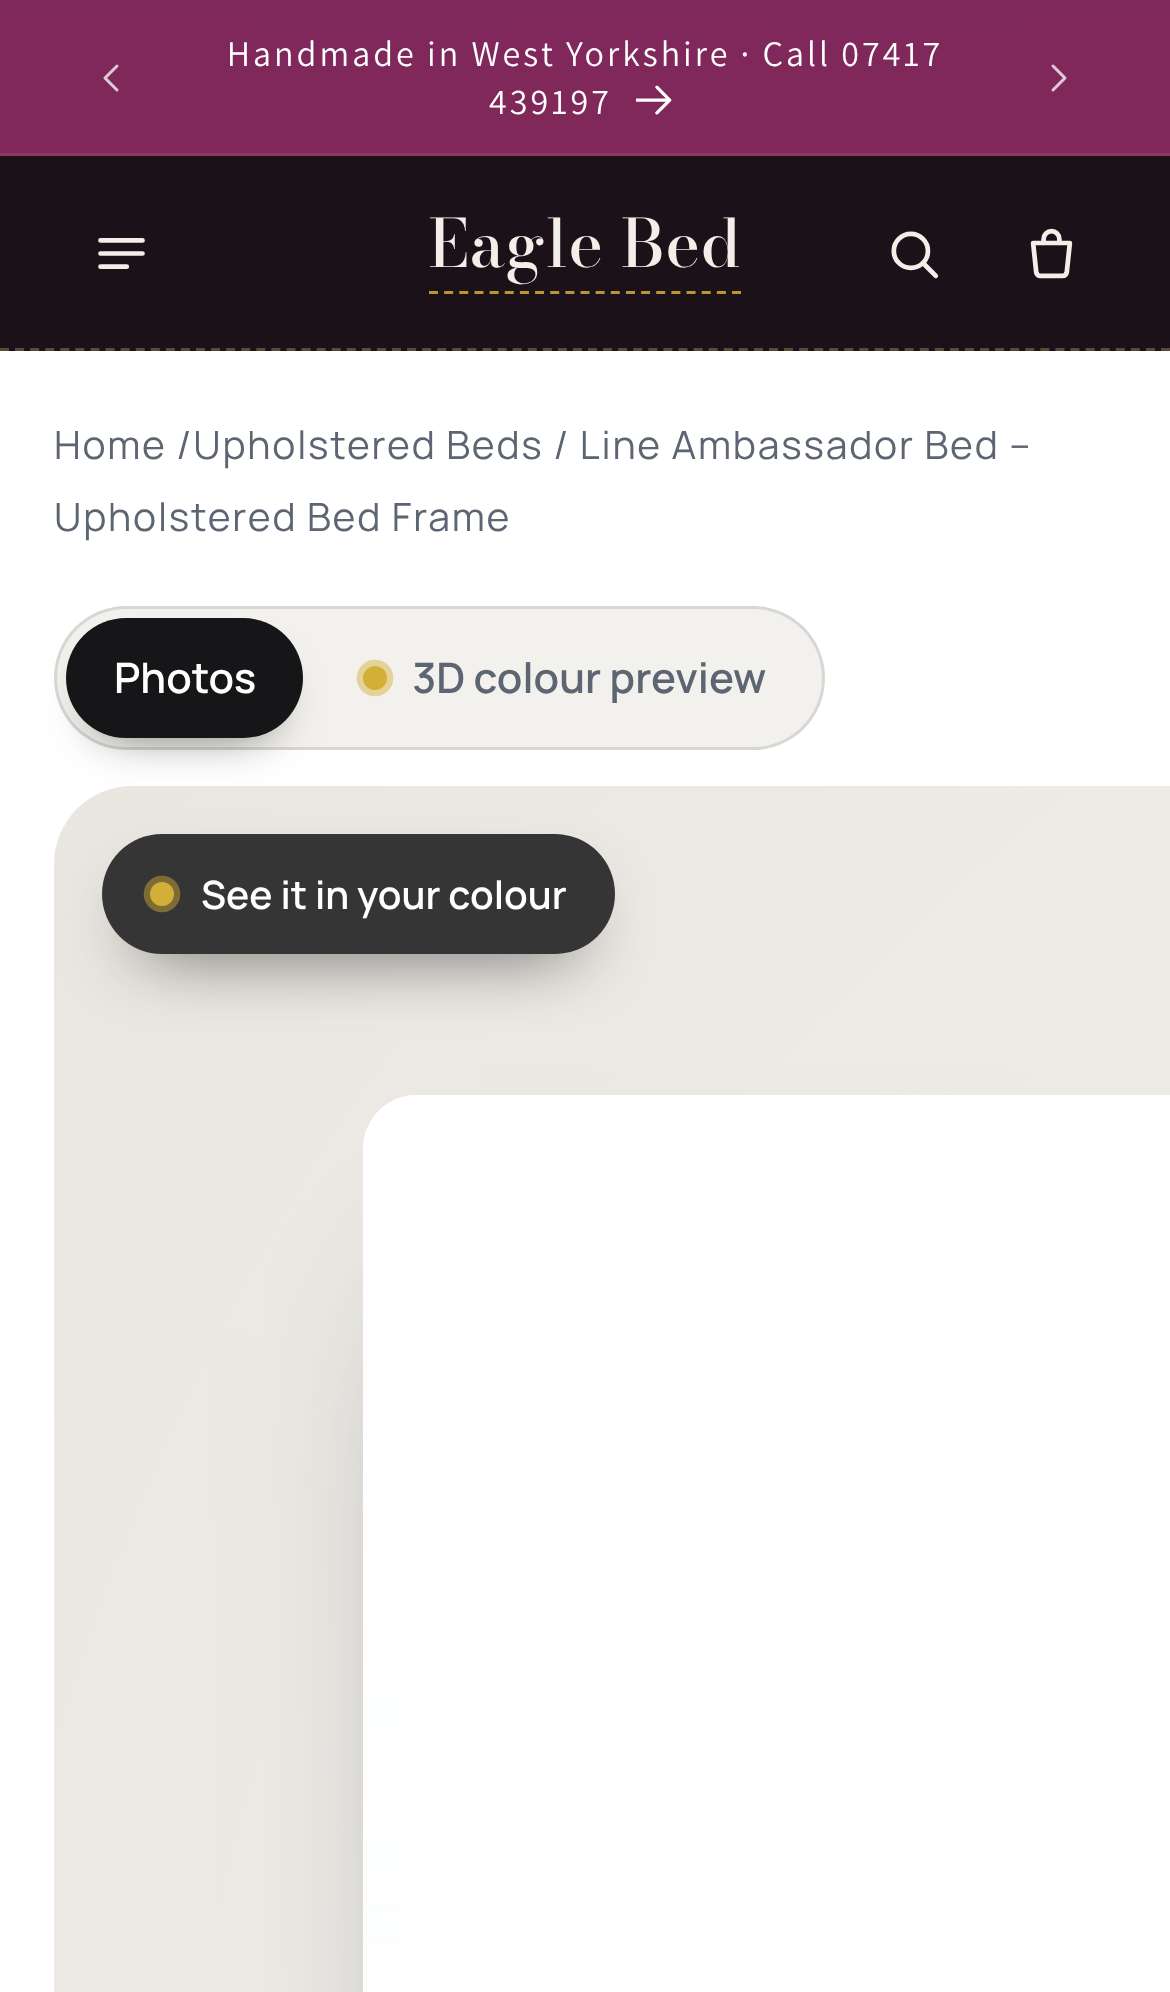 Handmade in West Yorkshire · Call 07417
439197 →
Eagle Bed
Home /Upholstered Beds / Line Ambassador Bed –
Upholstered Bed Frame
Photos
3D colour preview
See it in your colour